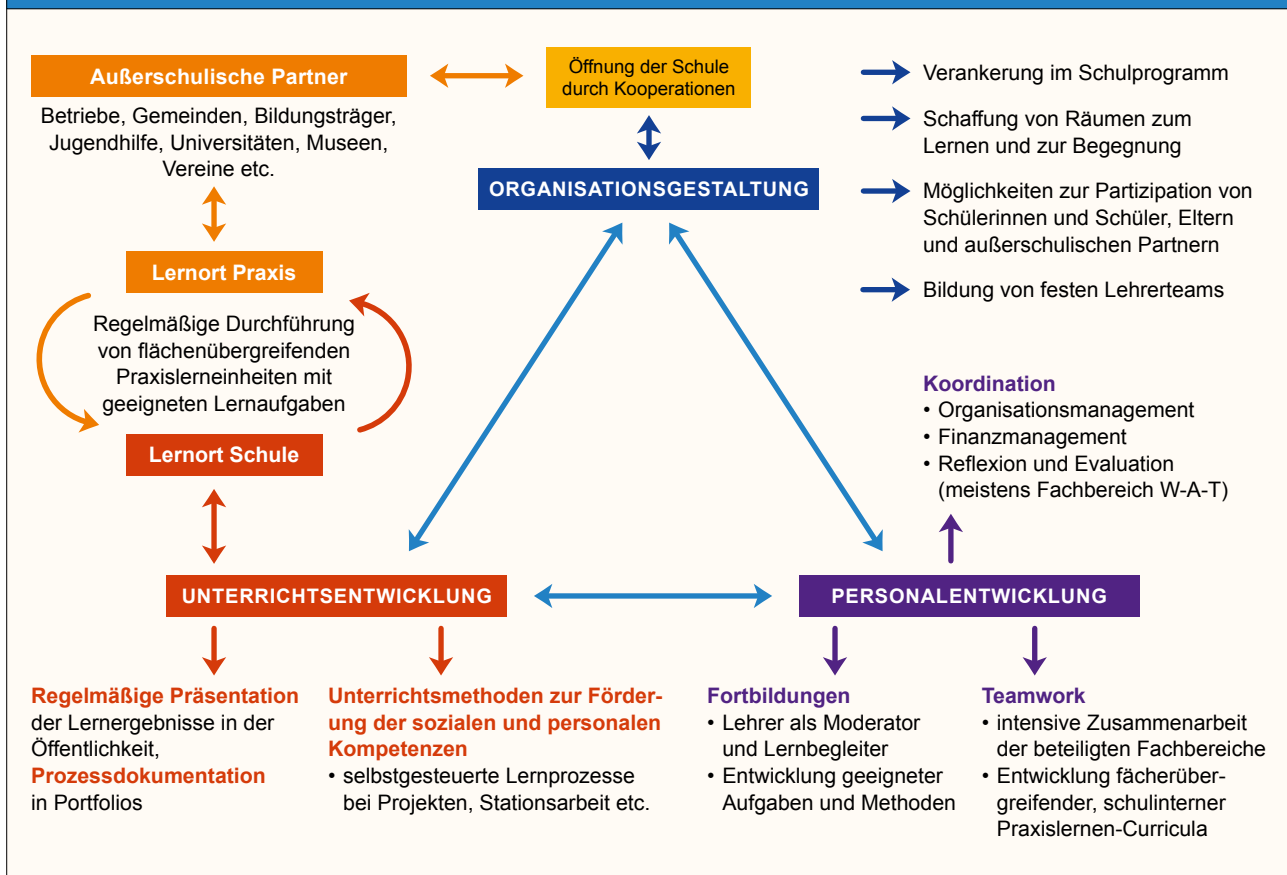 Außerschulische Partner
Betriebe, Gemeinden, Bildungsträger,
Jugendhilfe, Universitäten, Museen,
Vereine etc.
Öffnung der Schule
durch Kooperationen
ORGANISATIONSGESTALTUNG
Verankerung im Schulprogramm
Schaffung von Räumen zum
Lernen und zur Begegnung
Möglichkeiten zur Partizipation von
Schülerinnen und Schüler, Eltern
und außerschulischen Partnern
Bildung von festen Lehrerteams
Lernort Praxis
Regelmäßige Durchführung
von flächenübergreifenden
Praxislerneinheiten mit
geeigneten Lernaufgaben
Lernort Schule
Koordination
• Organisationsmanagement
• Finanzmanagement
• Reflexion und Evaluation
(meistens Fachbereich W-A-T)
UNTERRICHTSENTWICKLUNG
PERSONALENTWICKLUNG
Regelmäßige Präsentation
der Lernergebnisse in der
Öffentlichkeit,
Prozessdokumentation
in Portfolios
Unterrichtsmethoden zur Förder-
ung der sozialen und personalen
Kompetenzen
• selbstgesteuerte Lernprozesse
bei Projekten, Stationsarbeit etc.
Fortbildungen
• Lehrer als Moderator
und Lernbegleiter
• Entwicklung geeigneter
Aufgaben und Methoden
Teamwork
• intensive Zusammenarbeit
der beteiligten Fachbereiche
• Entwicklung fächerüber-
greifender, schulinterner
Praxislernen-Curricula